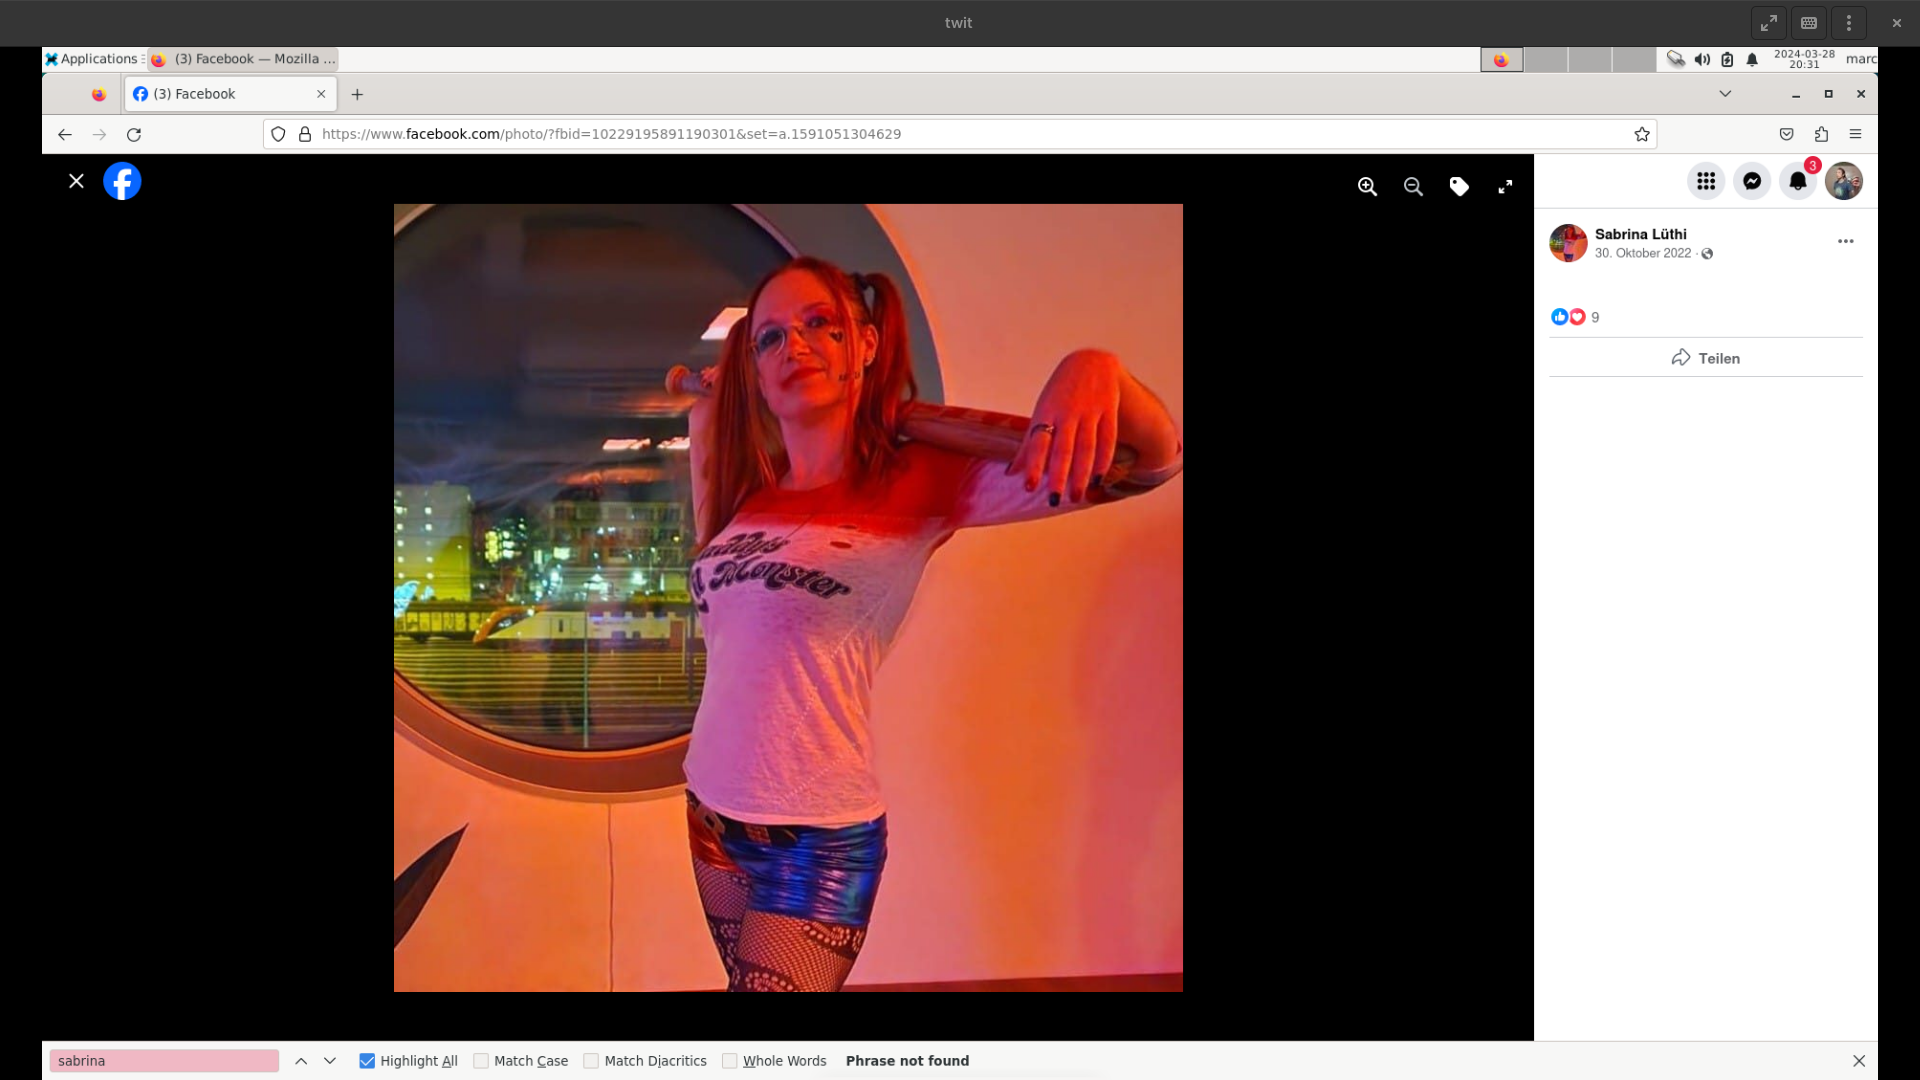 twit
Applications
(3) Facebook — Mozilla ...
2024-03-28
20:31
marc
(3) Facebook
https://www.facebook.com/photo/?fbid=10229195891190301&set=a.1591051304629
3
Sabrina Lüthi
30. Oktober 2022 ·
9
Teilen
Monster
sabrina
Highlight All
Match Case
Match Diacritics
Whole Words
Phrase not found